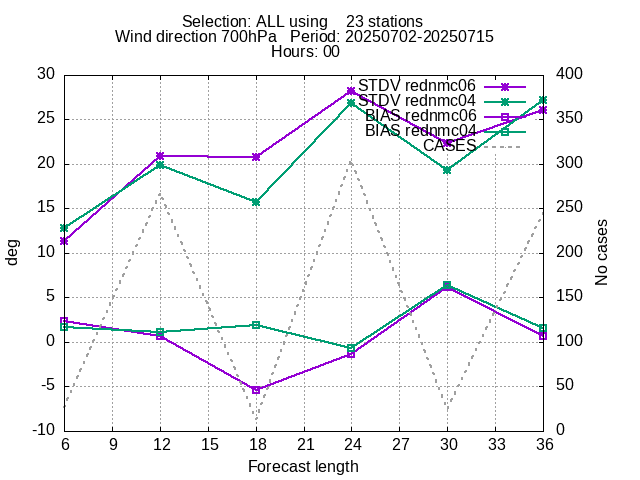 Selection: ALL using    23 stations
Wind direction 700hPa   Period: 20250702-20250715
Hours: 00
30
25
20
15
10
5
0
-5
-10
deg
400
350
300
250
200
150
100
50
0
No cases
STDV rednmc06
STDV rednmc04
BIAS rednmc06
BIAS rednmc04
CASES
6 9 12 15 18 21 24 27 30 33 36
Forecast length